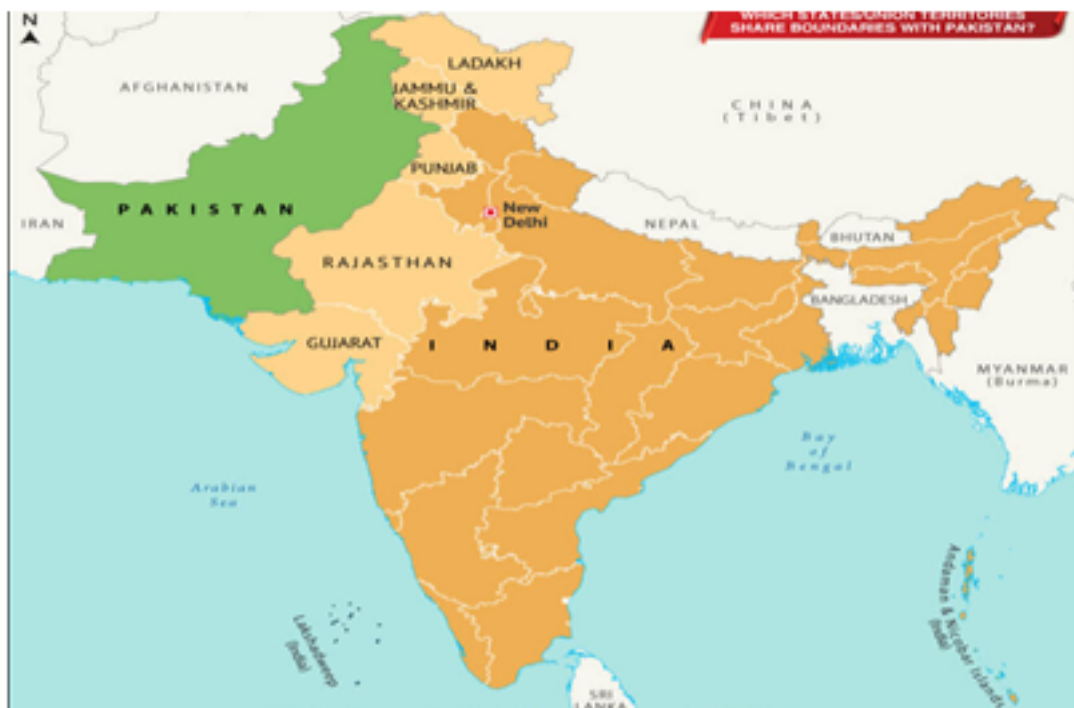 N
WHICH STATES/UNION TERRITORIES
SHARE BOUNDARIES WITH PAKISTAN?
LADAKH
AFGHANISTAN
JAMMU &
KASHMIR
CHINA
(Tibet)
PUNJAB
PAKISTAN
New
Delhi
IRAN
NEPAL
BHUTAN
RAJASTHAN
BANGLADESH
GUJARAT
INDIA
MYANMAR
(Burma)
Bay
of
Bengal
Arabian
Sea
Andaman & Nicobar Islands
(India)
Lakshadweep
(India)
SRI
LANKA